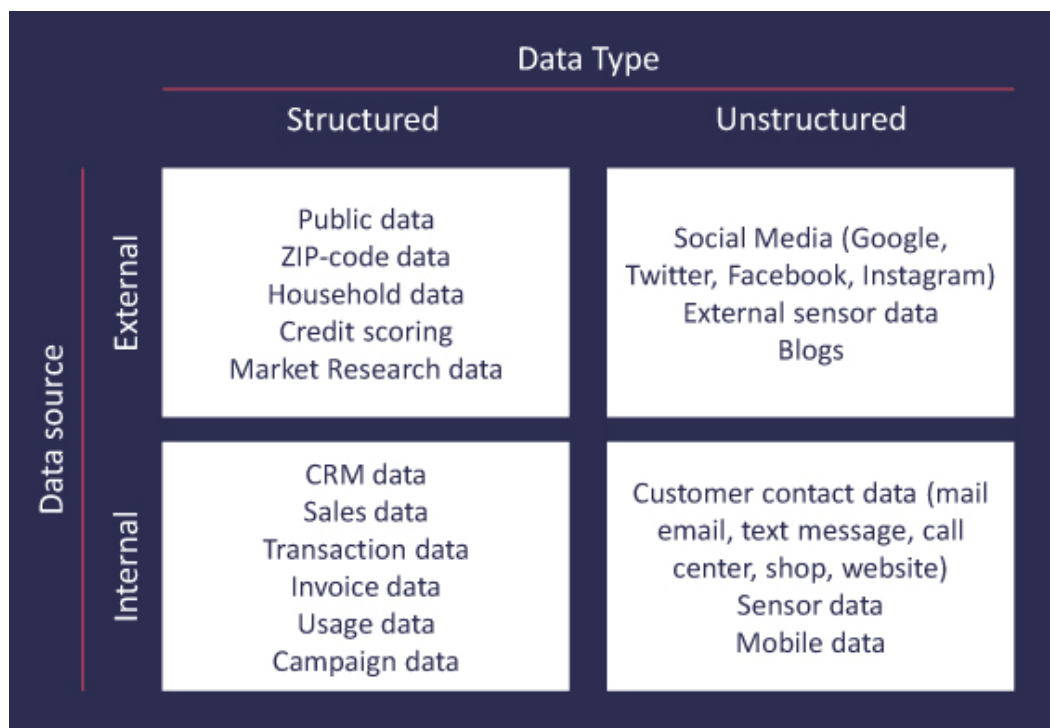 Data Type
Structured
Unstructured
Data source
External
Public data
ZIP-code data
Household data
Credit scoring
Market Research data
Social Media (Google,
Twitter, Facebook, Instagram)
External sensor data
Blogs
Internal
CRM data
Sales data
Transaction data
Invoice data
Usage data
Campaign data
Customer contact data (mail
email, text message, call
center, shop, website)
Sensor data
Mobile data